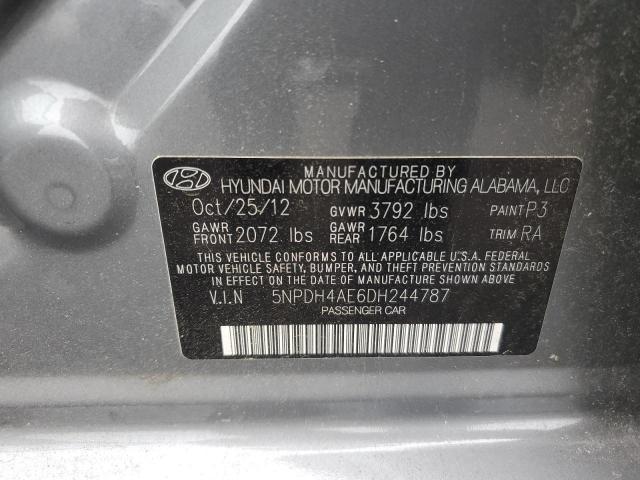 MANUFACTURED BY
HYUNDAI MOTOR MANUFACTURING ALABAMA, LLC
Oct/25/12 GVWR 3792 lbs PAINT P3
GAWR FRONT 2072 lbs GAWR REAR 1764 lbs TRIM RA
THIS VEHICLE CONFORMS TO ALL APPLICABLE U.S.A. FEDERAL
MOTOR VEHICLE SAFETY, BUMPER, AND THEFT PREVENTION
STANDARDS IN EFFECT ON THE DATE OF MANUFACTURE SHOWN ABOVE
V.I.N 5NPDH4AE6DH244787
PASSENGER CAR